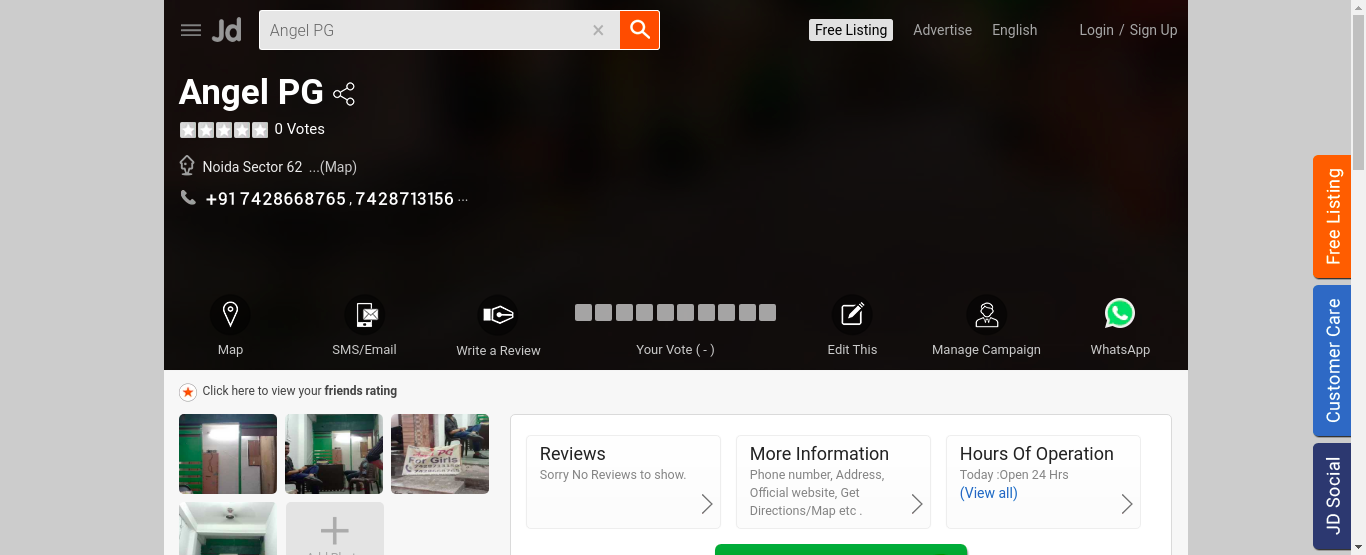 Jd
Angel PG
Free Listing
Advertise
English
Login / Sign Up
Angel PG
0 Votes
Noida Sector 62 ...(Map)
+91 7428668765 , 7428713156 ...
Map
SMS/Email
Write a Review
Your Vote ( - )
Edit This
Manage Campaign
WhatsApp
Click here to view your friends rating
For Girls
Reviews
Sorry No Reviews to show.
More Information
Phone number, Address,
Official website, Get
Directions/Map etc .
Hours Of Operation
Today :Open 24 Hrs
(View all)
Free Listing
Customer Care
JD Social